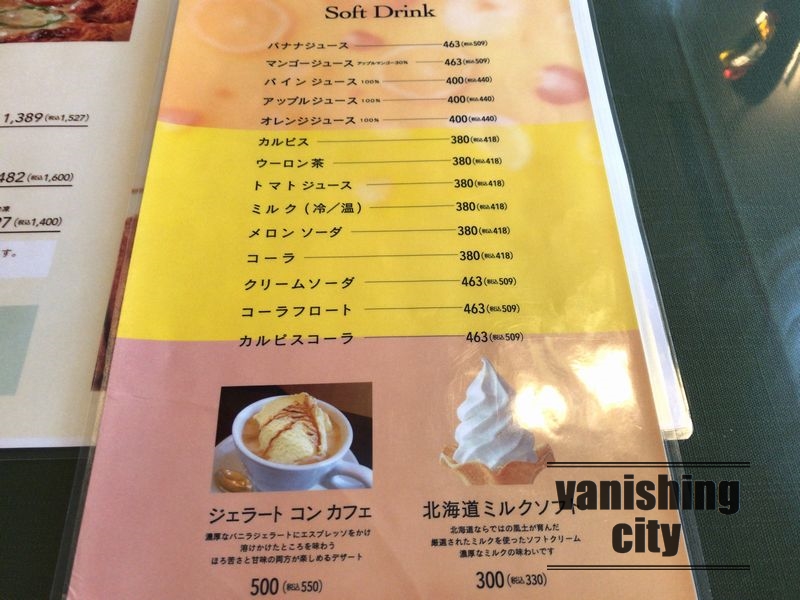 Soft Drink
バナナジュース 463(税込509)
マンゴージュース アップルマンゴー30% 463(税込509)
パインジュース 100% 400(税込440)
アップルジュース 100% 400(税込440)
オレンジジュース 100% 400(税込440)
カルピス 380(税込418)
ウーロン茶 380(税込418)
トマトジュース 380(税込418)
ミルク(冷/温) 380(税込418)
メロンソーダ 380(税込418)
コーラ 380(税込418)
クリームソーダ 463(税込509)
コーラフロート 463(税込509)
カルピスコーラ 463(税込509)
ジェラート コン カフェ
濃厚なバニラジェラートにエスプレッソをかけ
溶けかけたところを味わう
ほろ苦さと甘味の両方が楽しめるデザート
500(税込550)
北海道ミルクソフト
北海道ならではの風土が育んだ
厳選されたミルクを使ったソフトクリーム
濃厚なミルクの味わいです
300(税込330)
1,389(税込1,527)
482(税込1,600)
(税込1,400)
す。
vanishing
city